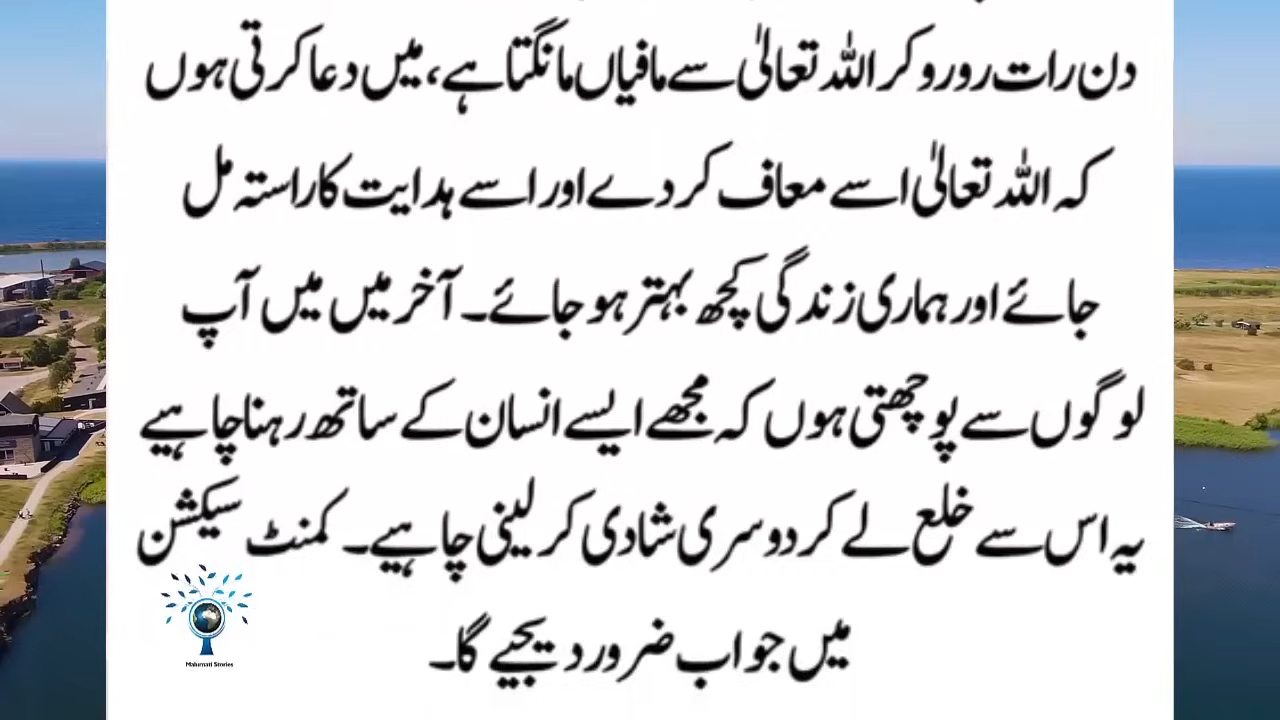 دن رات رو رو کر اللہ تعالیٰ سے مافیاں مانگتا ہے، میں دعا کرتی ہوں
کہ اللہ تعالیٰ اسے معاف کر دے اور اسے ہدایت کا راستہ مل
جائے اور ہماری زندگی کچھ بہتر ہو جائے۔ آخر میں میں آپ
لوگوں سے پوچھتی ہوں کہ مجھے ایسے انسان کے ساتھ رہنا چاہیے
یہ اس سے خلع لے کر دوسری شادی کر لینی چاہیے۔ کمنٹ سیکشن
میں جواب ضرور دیجیے گا۔
Malumati Stories